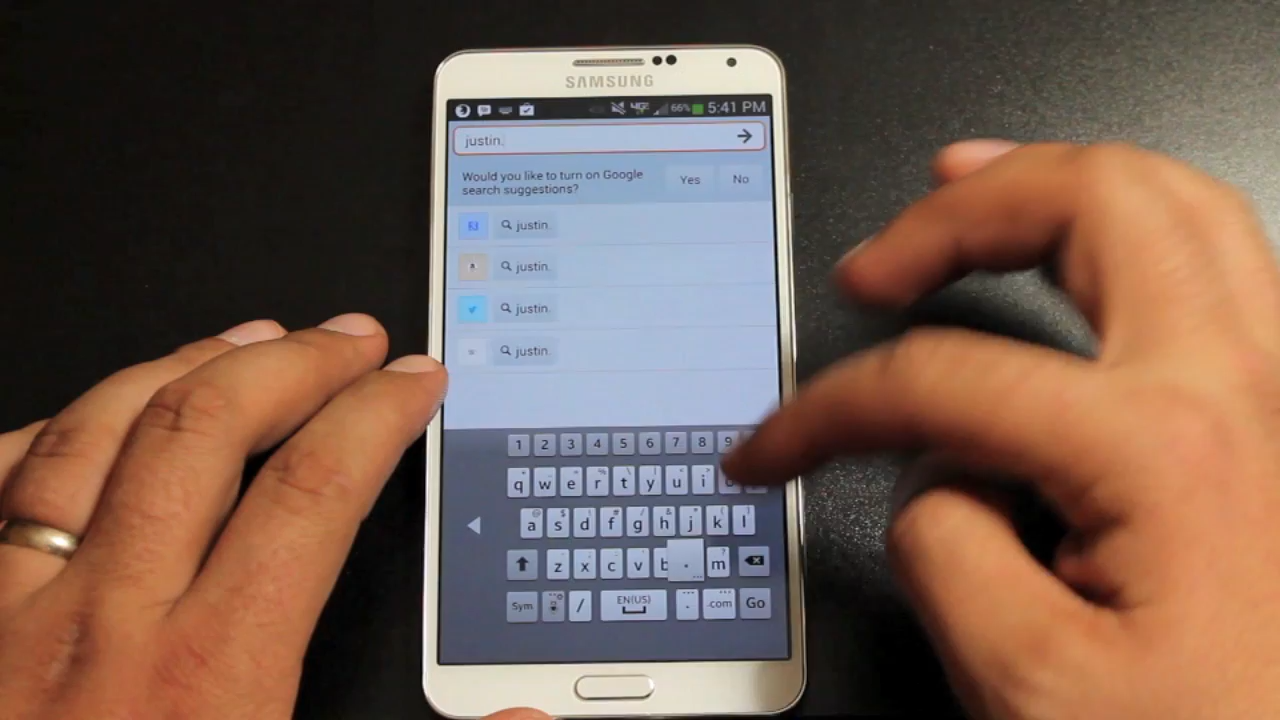 SAMSUNG
66% 5:41 PM
justin.
Would you like to turn on Google
search suggestions?
Yes No
justin.
justin.
justin.
justin.
1 2 3 4 5 6 7 8 9
q w e r t y u i
a s d f g h j k l
z x c v b . m
Sym / EN(US) . .com Go